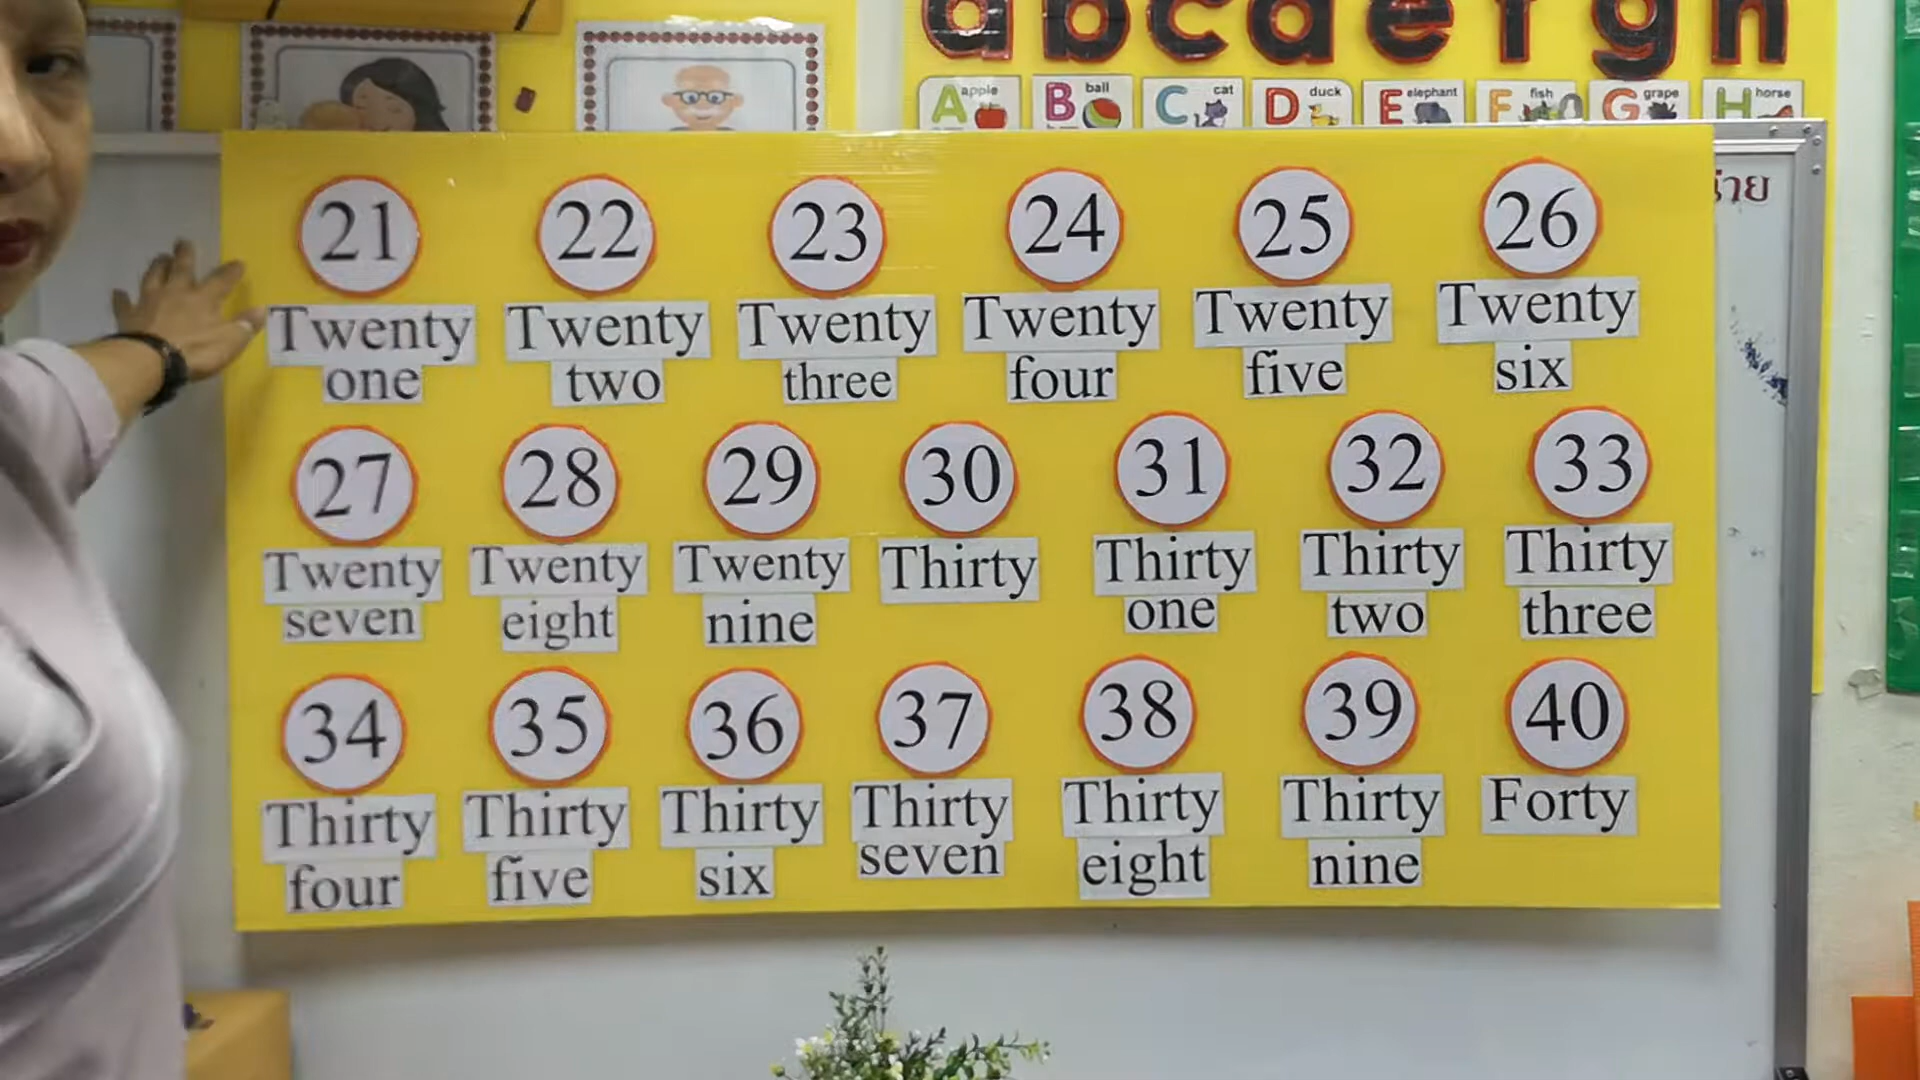 a b c d e f g h
A apple B ball C cat D duck E elephant F fish G grape H horse
21 22 23 24 25 26
Twenty one Twenty two Twenty three Twenty four Twenty five Twenty six
27 28 29 30 31 32 33
Twenty seven Twenty eight Twenty nine Thirty Thirty one Thirty two Thirty three
34 35 36 37 38 39 40
Thirty four Thirty five Thirty six Thirty seven Thirty eight Thirty nine Forty